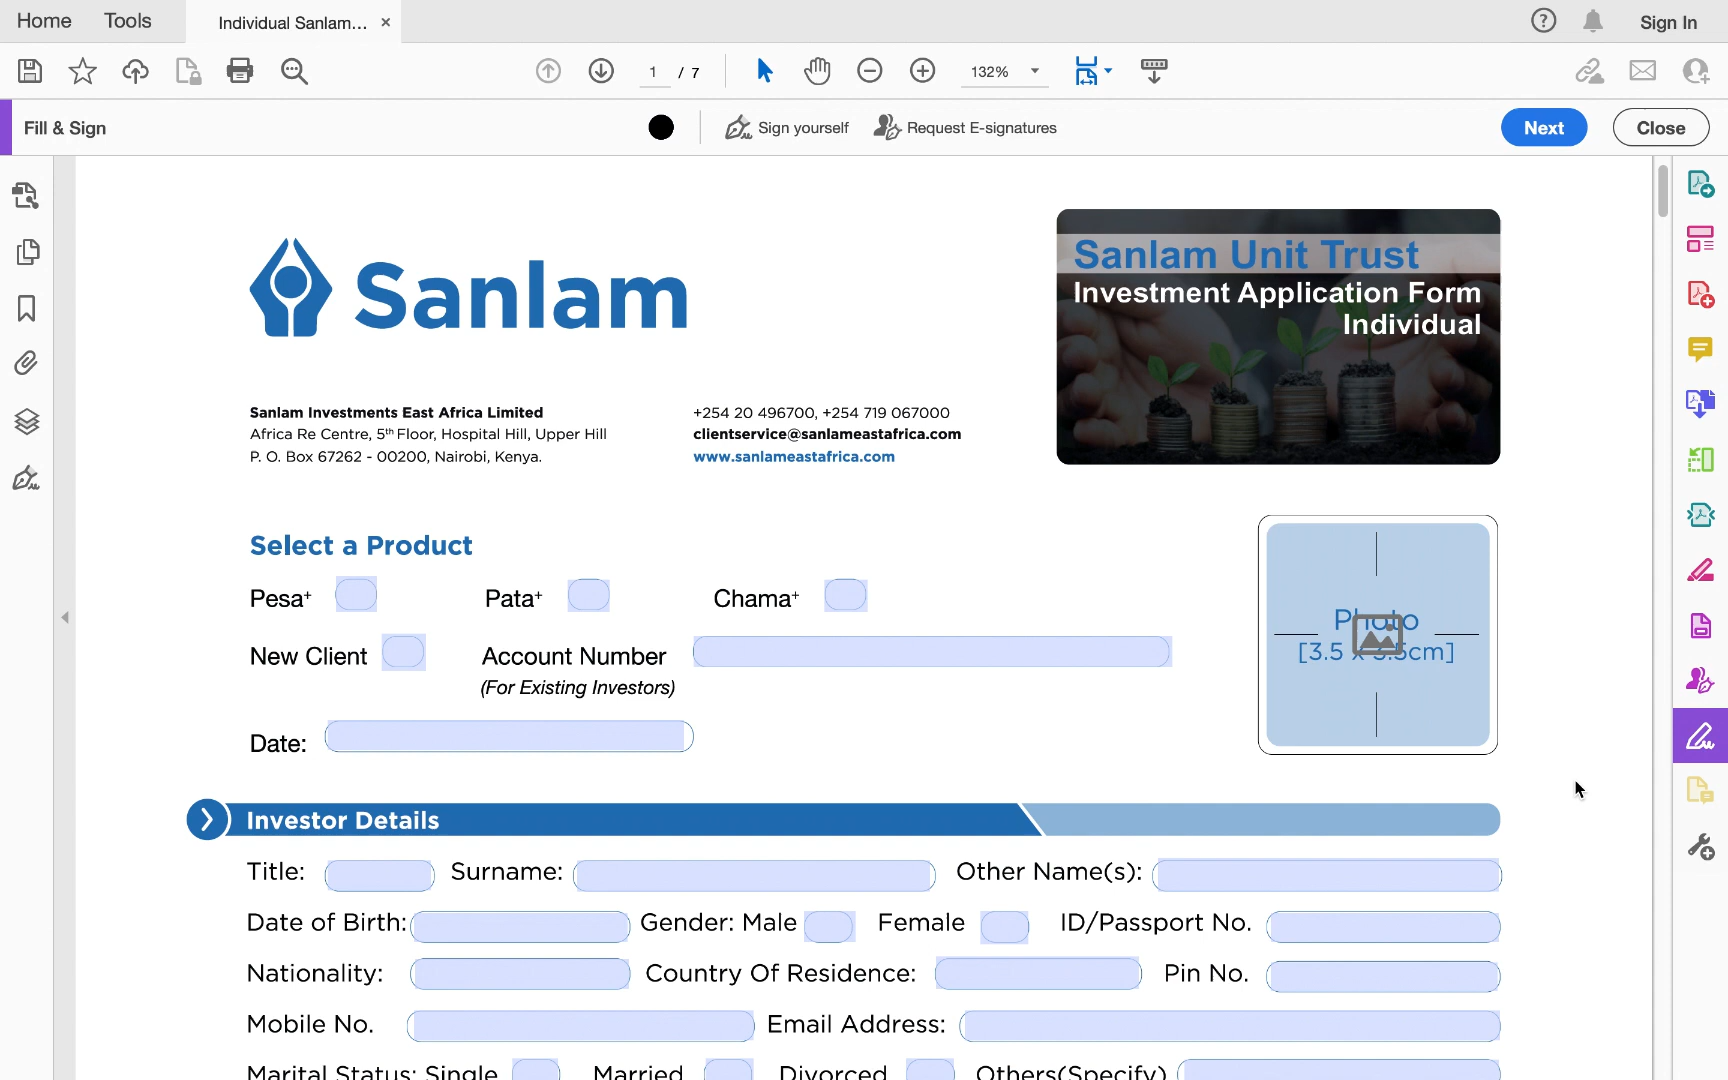 Home Tools Individual Sanlam... × Sign In
1 / 7 132%
Fill & Sign Sign yourself Request E-signatures Next Close
Sanlam
Sanlam Unit Trust
Investment Application Form
Individual
Sanlam Investments East Africa Limited
Africa Re Centre, 5th Floor, Hospital Hill, Upper Hill
P. O. Box 67262 - 00200, Nairobi, Kenya.
+254 20 496700, +254 719 067000
clientservice@sanlameastafrica.com
www.sanlameastafrica.com
Select a Product
Pesa+ Pata+ Chama+
New Client Account Number
(For Existing Investors)
Date:
Photo
[3.5 x 3.5cm]
Investor Details
Title: Surname: Other Name(s):
Date of Birth: Gender: Male Female ID/Passport No.
Nationality: Country Of Residence: Pin No.
Mobile No. Email Address:
Marital Status: Single Married Divorced Others(Specify)